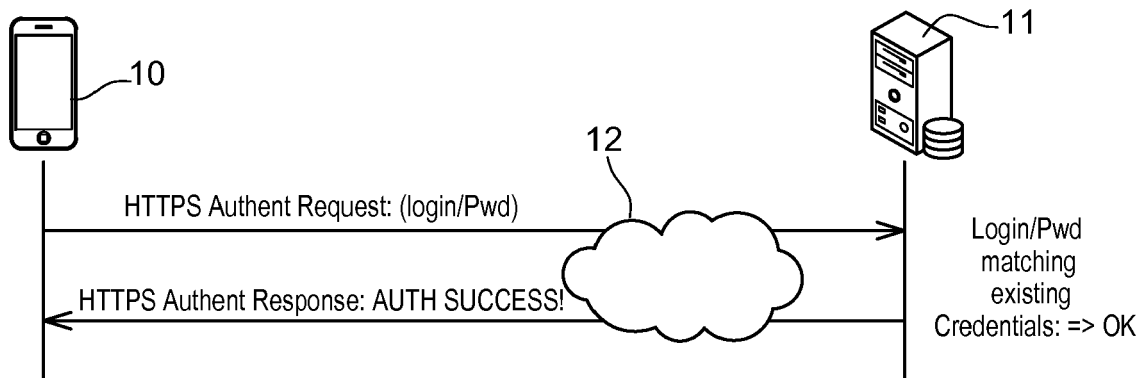 10
11
12
HTTPS Authent Request: (login/Pwd)
Login/Pwd
matching
existing
Credentials: => OK
HTTPS Authent Response: AUTH SUCCESS!